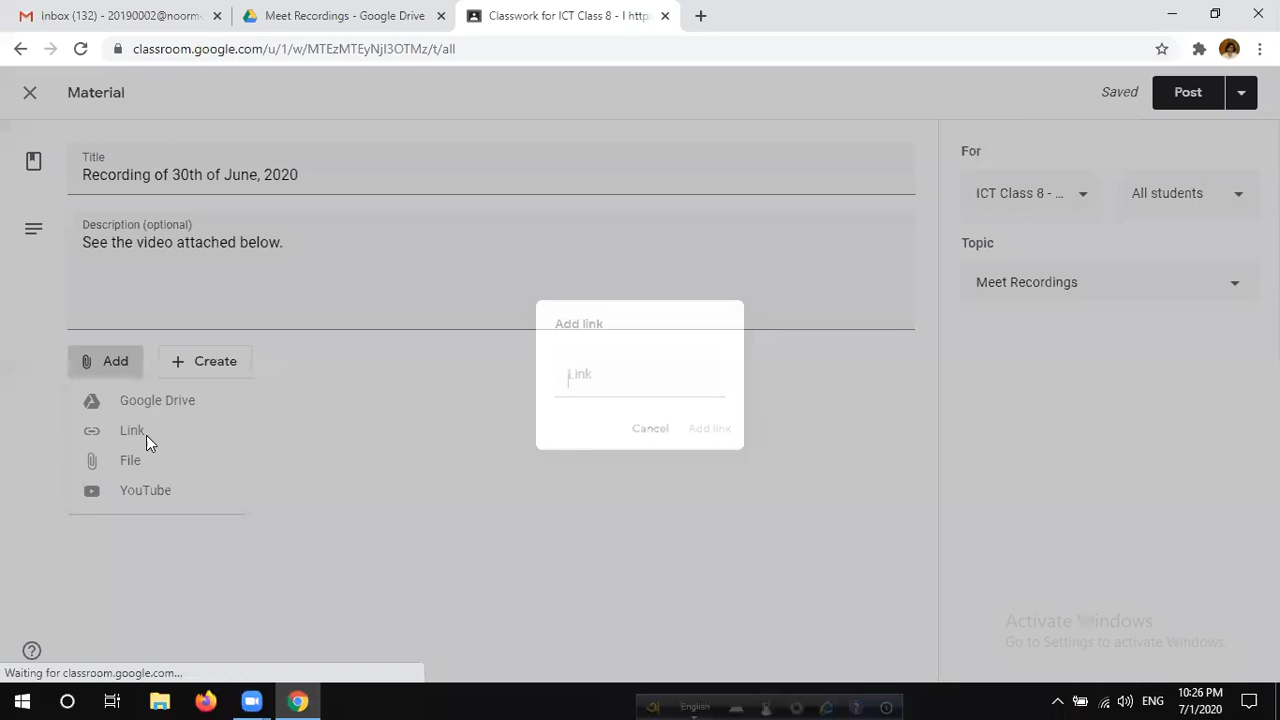 Inbox (132) - 20190002@noorm
Meet Recordings - Google Drive
Classwork for ICT Class 8 - I http
classroom.google.com/u/1/w/MTEzMTEyNjI3OTMz/t/all
Material
Saved
Post
Title
Recording of 30th of June, 2020
Description (optional)
See the video attached below.
Add
Create
Google Drive
Link
File
YouTube
Add link
Link
Cancel
Add link
For
ICT Class 8 - ...
All students
Topic
Meet Recordings
Activate Windows
Go to Settings to activate Windows.
Waiting for classroom.google.com...
English
ENG
10:26 PM
7/1/2020